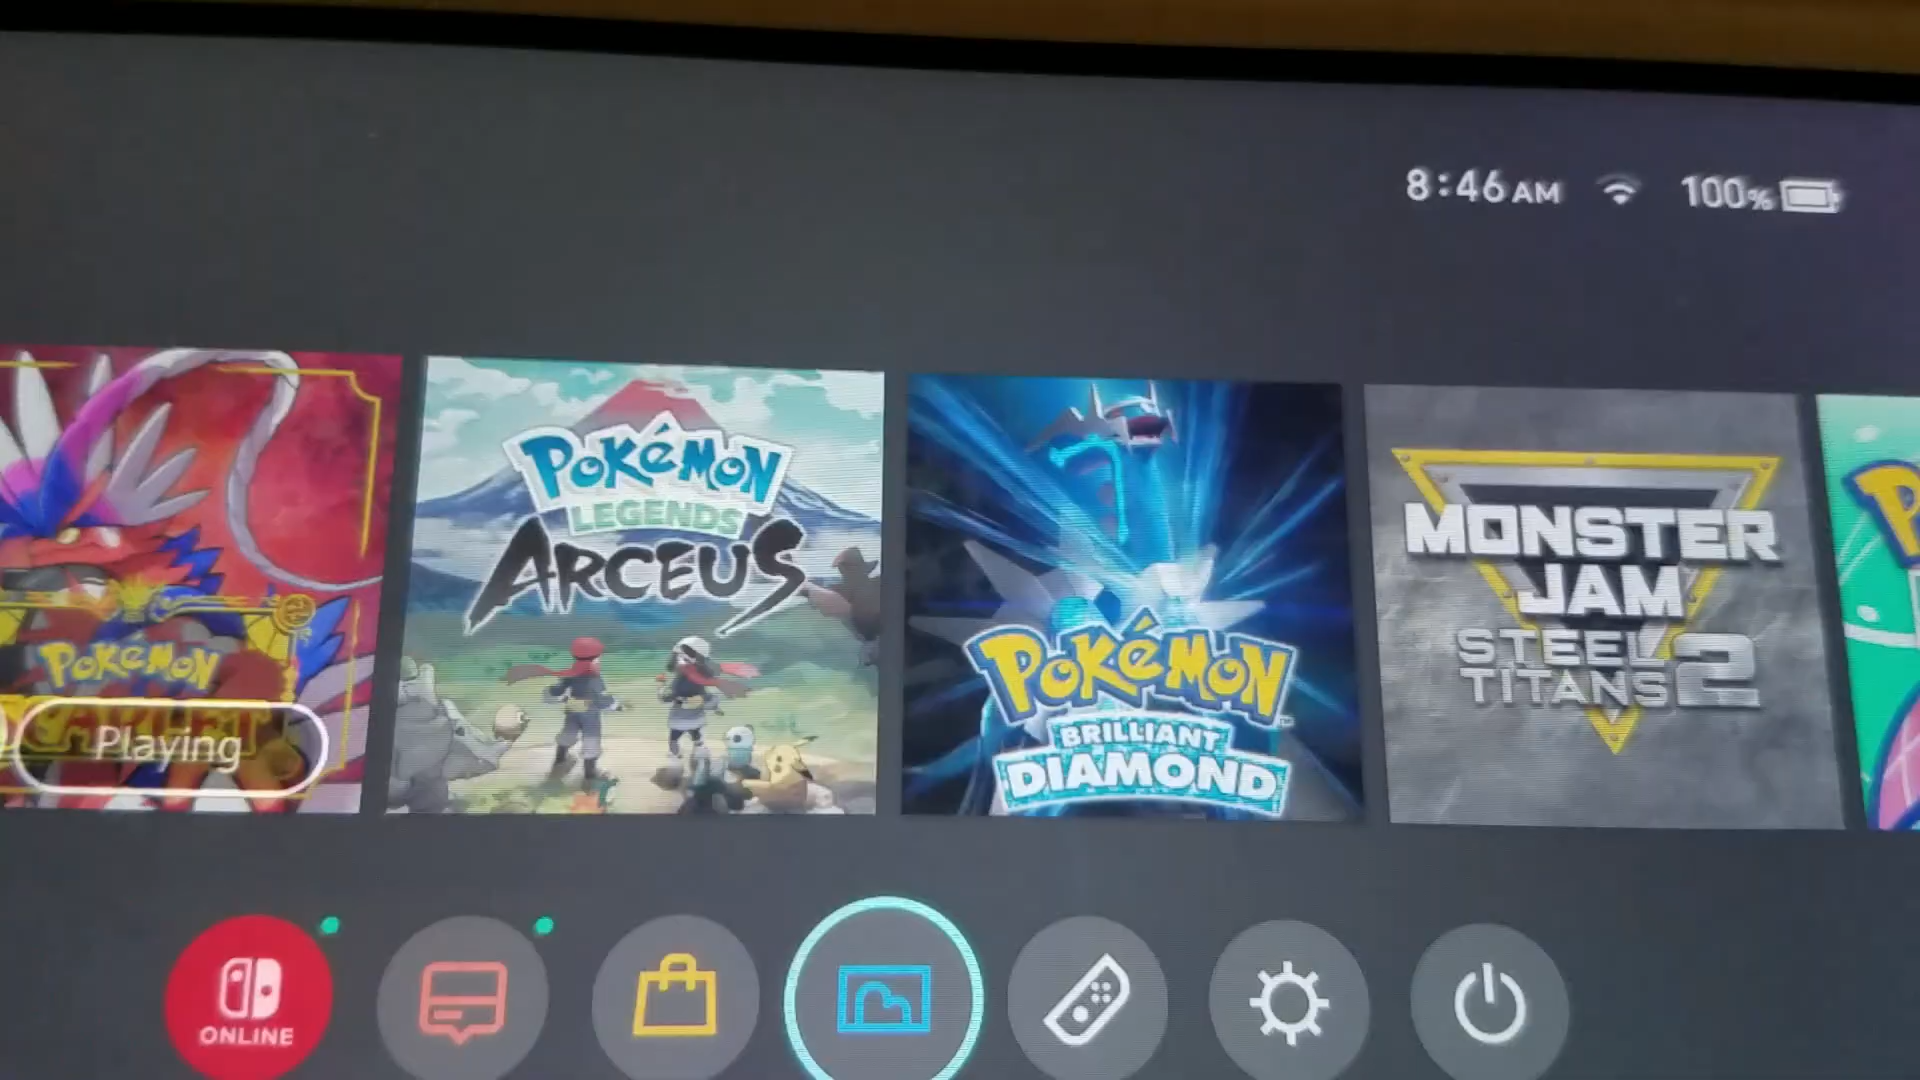 8:46 AM 100%
POKéMON
Playing
POKéMON
LEGENDS
ARCEUS
POKéMON
BRILLIANT
DIAMOND
MONSTER
JAM
STEEL
TITANS 2
ONLINE